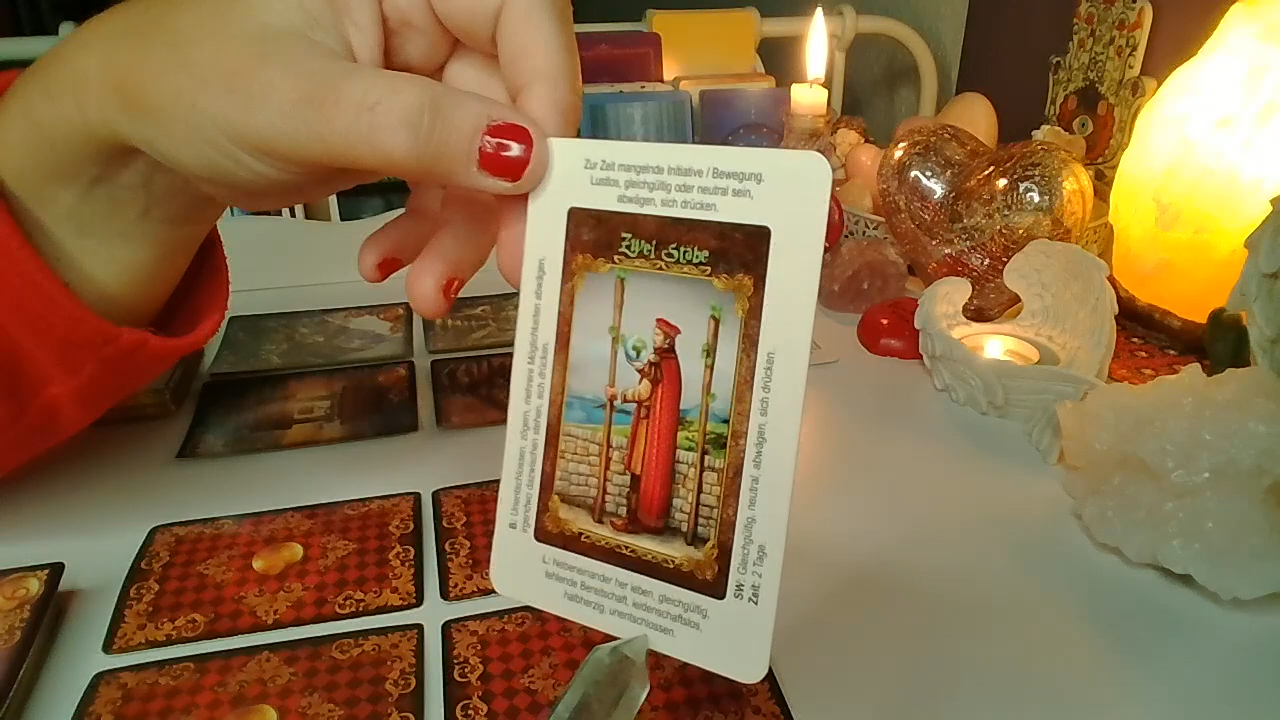 Zur Zeit mangelnde Initiative / Bewegung.
Lustlos, gleichgültig oder neutral sein,
abwägen, sich drücken.
Zwei Stäbe
B: Unentschlossen, zögern, mehrere Möglichkeiten abwägen,
irgendwo dazwischen stehen, sich drücken.
SW: Gleichgültig, neutral, abwägen, sich drücken.
Zeit: 2 Tage.
L: Nebeneinander her leben, gleichgültig,
fehlende Bereitschaft, leidenschaftslos,
halbherzig, unentschlossen.